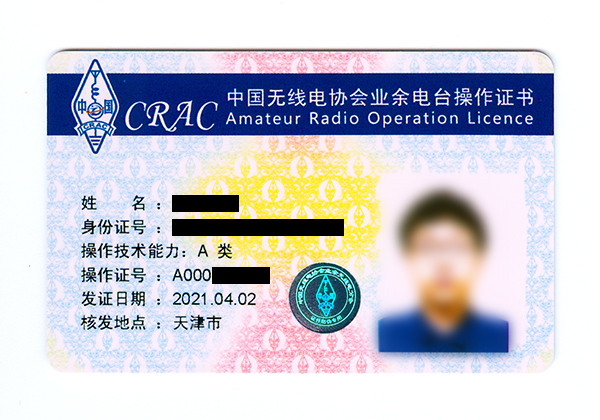 中国
CRAC
CRAC
中国无线电协会业余电台操作证书
Amateur Radio Operation Licence
姓 名 :
身份证号 :
操作技术能力: A 类
操作证号 : A000
发证日期 : 2021.04.02
核发地点 : 天津市